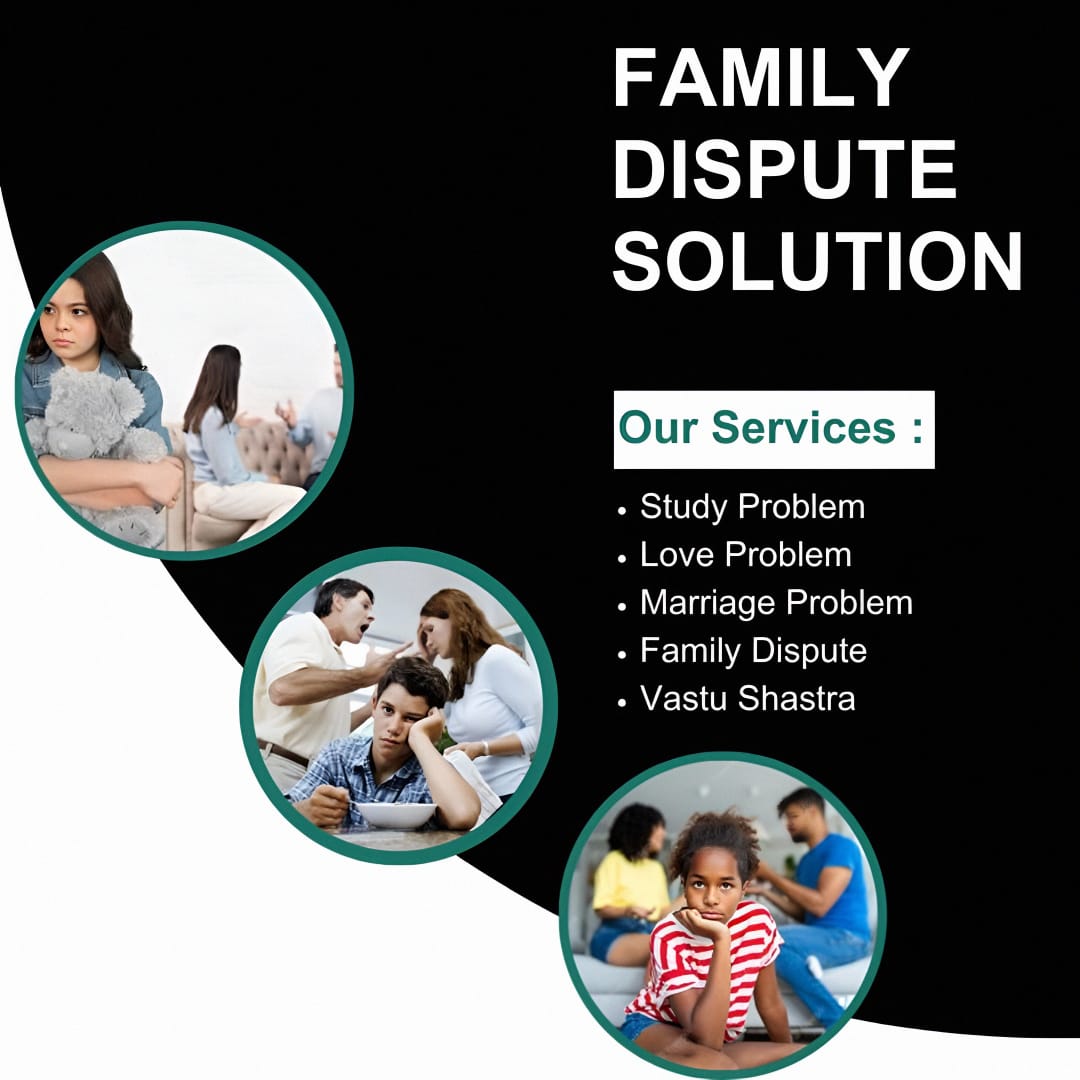 FAMILY
DISPUTE
SOLUTION
Our Services :
• Study Problem
• Love Problem
• Marriage Problem
• Family Dispute
• Vastu Shastra